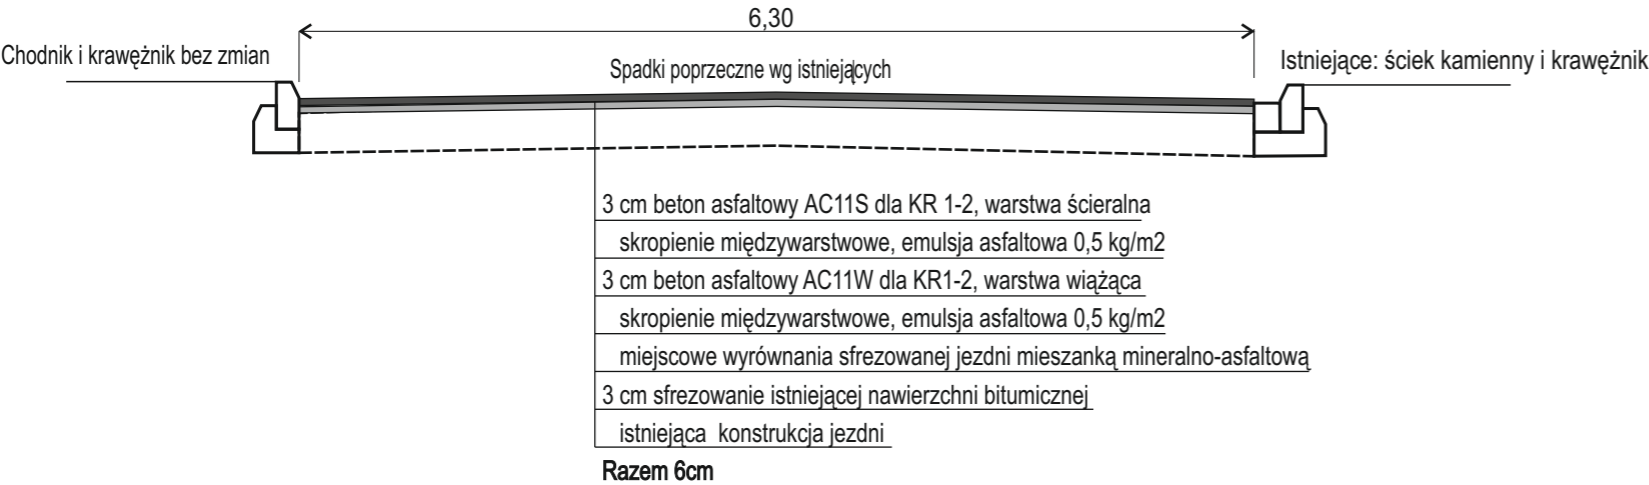 6,30
Chodnik i krawężnik bez zmian
Istniejące: ściek kamienny i krawężnik
Spadki poprzeczne wg istniejących
3 cm beton asfaltowy AC11S dla KR 1-2, warstwa ścieralna
skropienie międzywarstwowe, emulsja asfaltowa 0,5 kg/m2
3 cm beton asfaltowy AC11W dla KR1-2, warstwa wiążąca
skropienie międzywarstwowe, emulsja asfaltowa 0,5 kg/m2
miejscowe wyrównania sfrezowanej jezdni mieszanką mineralno-asfaltową
3 cm sfrezowanie istniejącej nawierzchni bitumicznej
istniejąca konstrukcja jezdni
Razem 6cm